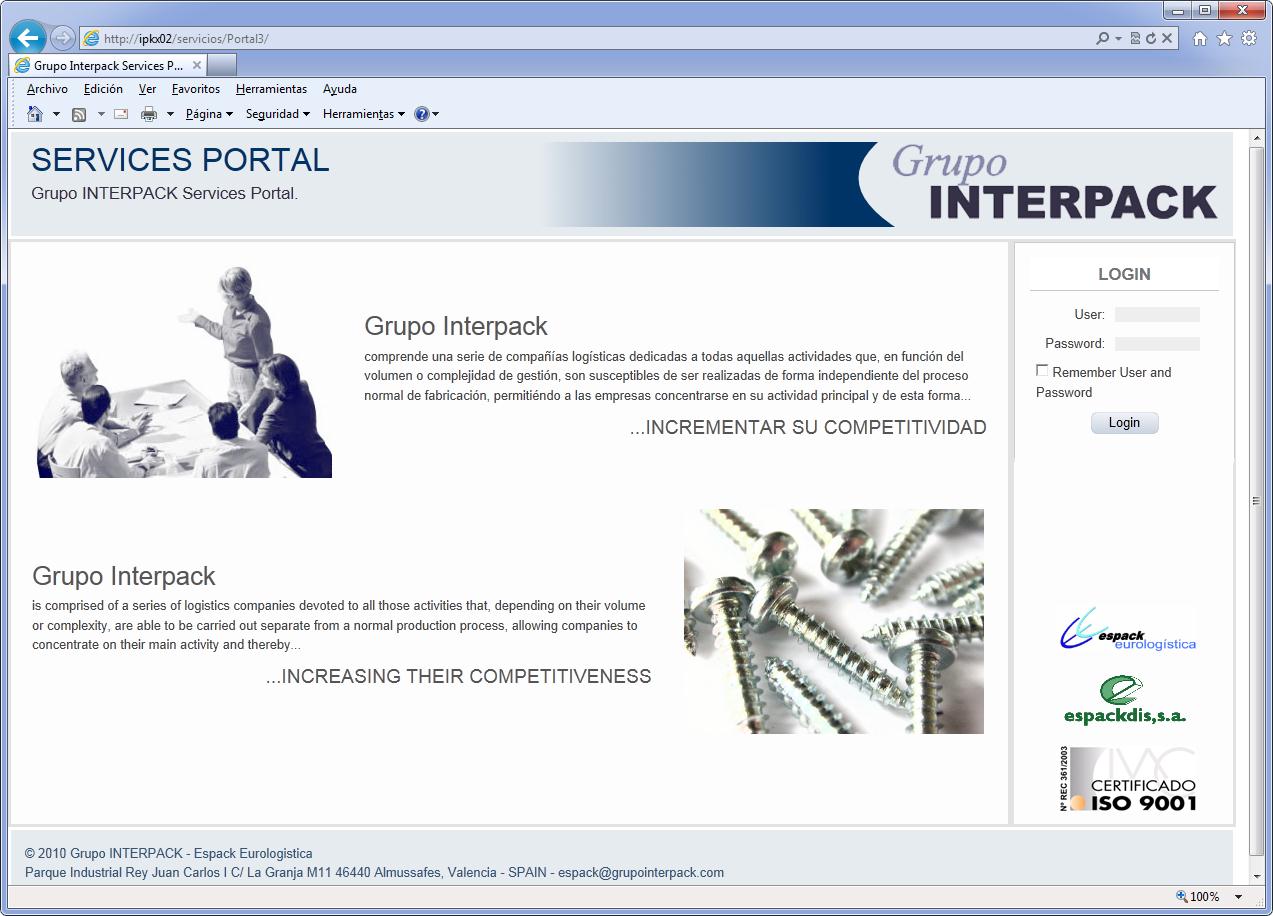 http://ipkx02/servicios/Portal3/
Grupo Interpack Services P...
Archivo Edición Ver Favoritos Herramientas Ayuda
Página Seguridad Herramientas
SERVICES PORTAL
Grupo INTERPACK Services Portal.
Grupo
INTERPACK
Grupo Interpack
comprende una serie de compañías logísticas dedicadas a todas aquellas actividades que, en función del
volumen o complejidad de gestión, son susceptibles de ser realizadas de forma independiente del proceso
normal de fabricación, permitiéndo a las empresas concentrarse en su actividad principal y de esta forma...
...INCREMENTAR SU COMPETITIVIDAD
Grupo Interpack
is comprised of a series of logistics companies devoted to all those activities that, depending on their volume
or complexity, are able to be carried out separate from a normal production process, allowing companies to
concentrate on their main activity and thereby...
...INCREASING THEIR COMPETITIVENESS
LOGIN
User:
Password:
Remember User and
Password
Login
espack
eurologística
espackdis,s.a.
Nº REC 361/2003
IMC
CERTIFICADO
ISO 9001
© 2010 Grupo INTERPACK - Espack Eurologistica
Parque Industrial Rey Juan Carlos I C/ La Granja M11 46440 Almussafes, Valencia - SPAIN - espack@grupointerpack.com
100%